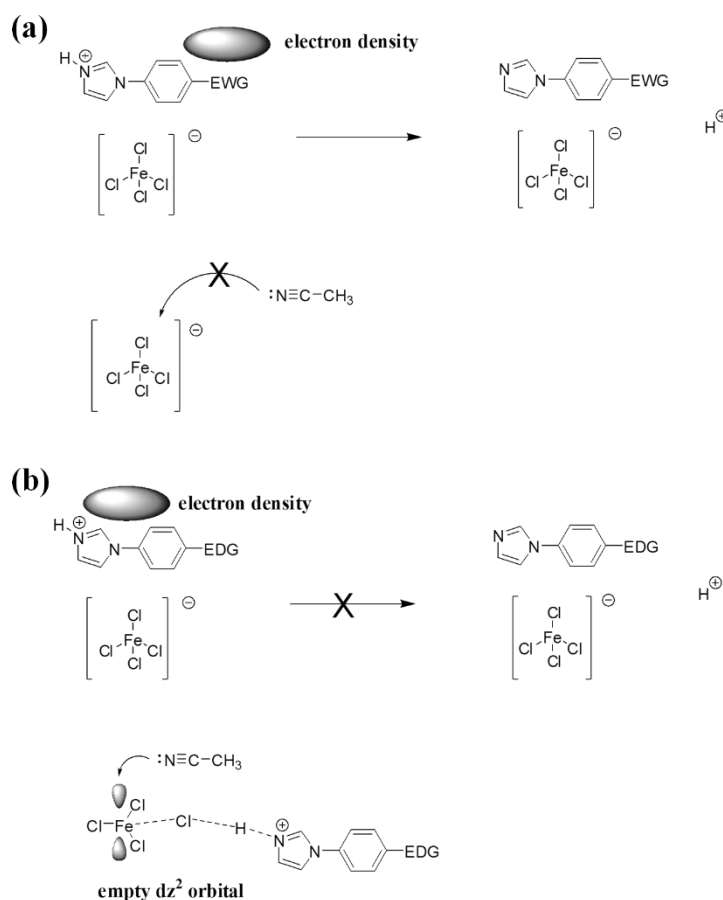 (a)
electron density
H
⊕
N
N
EWG
N
N
EWG
H⊕
⊖
Cl
Fe
Cl
Cl
Cl
⊖
Cl
Fe
Cl
Cl
Cl
X
:N≡C−CH3
⊖
Cl
Fe
Cl
Cl
Cl
(b)
electron density
H
⊕
N
N
EDG
N
N
EDG
H⊕
⊖
Cl
Fe
Cl
Cl
Cl
X
⊖
Cl
Fe
Cl
Cl
Cl
:N≡C−CH3
Cl
Cl
Fe
Cl
Cl
H
N
⊕
N
EDG
empty dz2 orbital